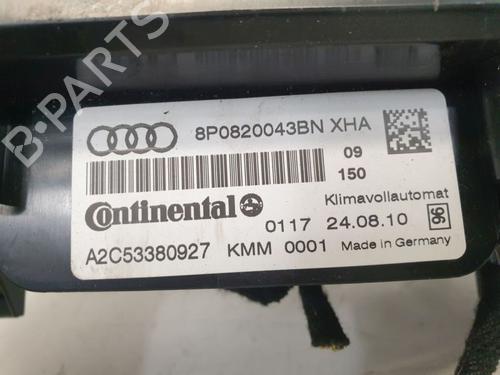 B-PARTS
8P0820043BN XHA
09
150
Continental
Klimavollautomat
0117 24.08.10 96
A2C53380927 KMM 0001 Made in Germany